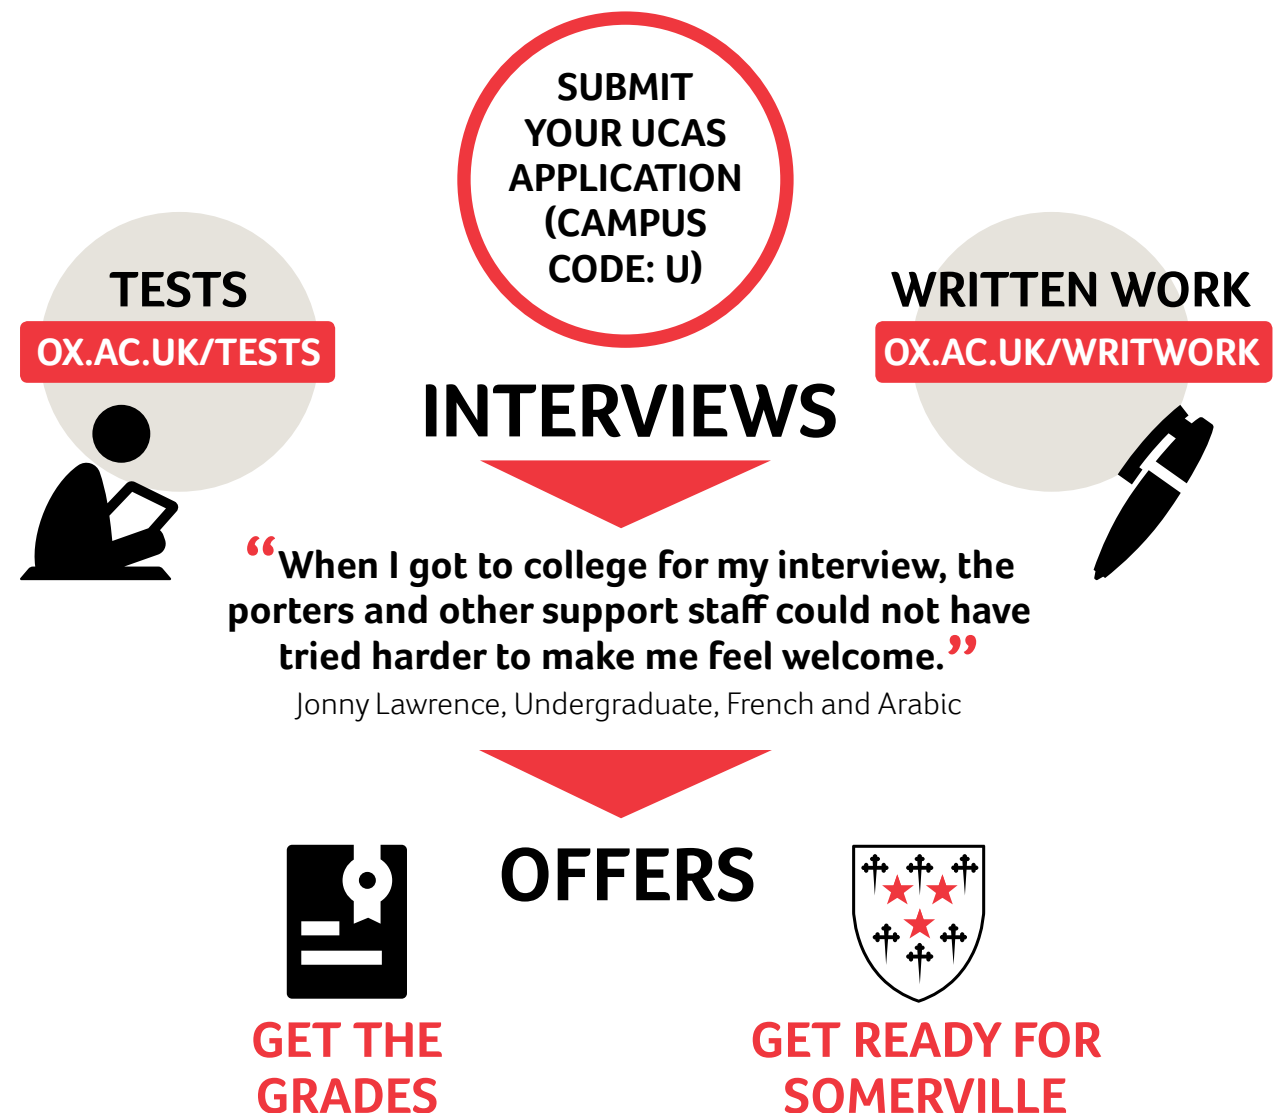 SUBMIT
YOUR UCAS
APPLICATION
(CAMPUS
CODE: U)
TESTS
OX.AC.UK/TESTS
WRITTEN WORK
OX.AC.UK/WRITWORK
INTERVIEWS
“When I got to college for my interview, the
porters and other support staff could not have
tried harder to make me feel welcome.”
Jonny Lawrence, Undergraduate, French and Arabic
OFFERS
GET THE
GRADES
GET READY FOR
SOMERVILLE